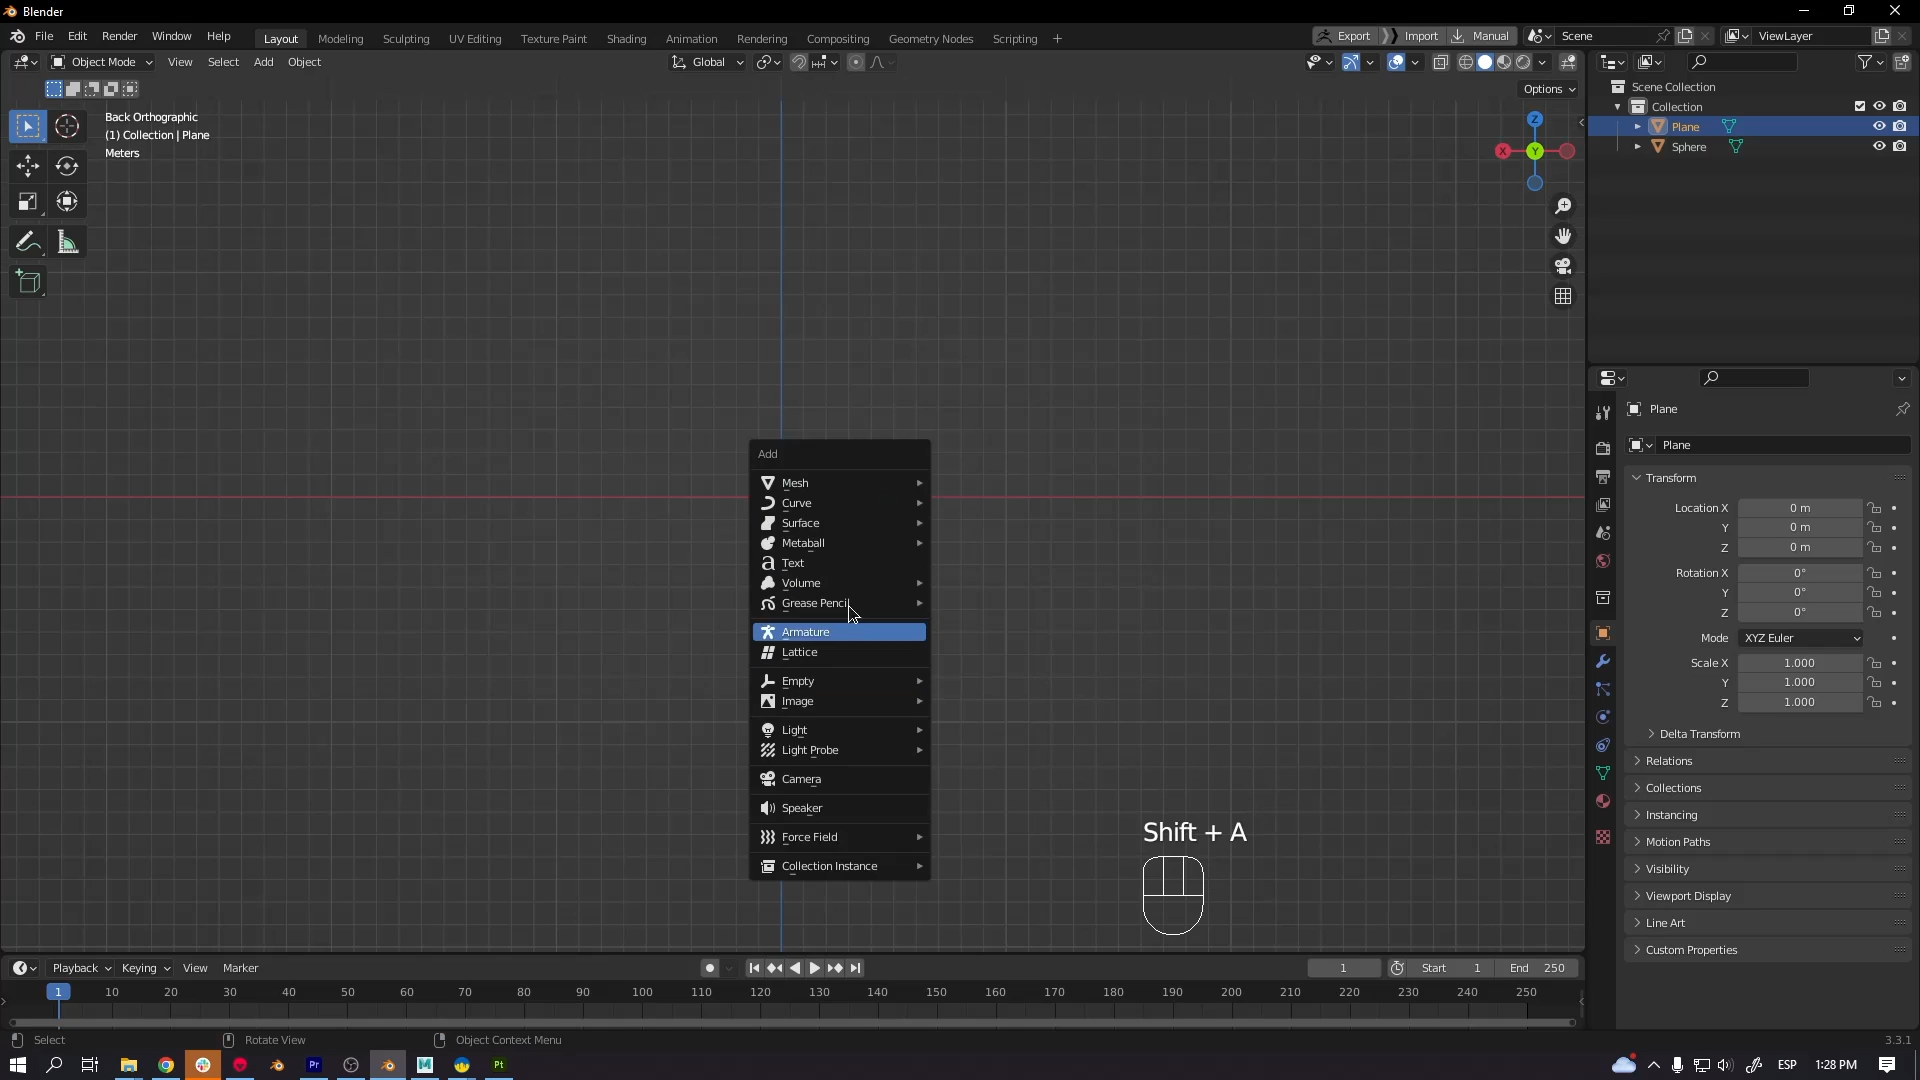 Blender
File Edit Render Window Help Layout Modeling Sculpting UV Editing Texture Paint Shading Animation Rendering Compositing Geometry Nodes Scripting + Export Import Manual Scene ViewLayer
Object Mode View Select Add Object Global
Options
Back Orthographic
(1) Collection | Plane
Meters
Z
X
Y
Scene Collection
Collection
Plane
Sphere
Add
Mesh
Curve
Surface
Metaball
Text
Volume
Grease Pencil
Armature
Lattice
Empty
Image
Light
Light Probe
Camera
Speaker
Force Field
Collection Instance
Shift + A
Plane
Plane
Transform
Location X 0 m
Y 0 m
Z 0 m
Rotation X 0°
Y 0°
Z 0°
Mode XYZ Euler
Scale X 1.000
Y 1.000
Z 1.000
Delta Transform
Relations
Collections
Instancing
Motion Paths
Visibility
Viewport Display
Line Art
Custom Properties
Playback Keying View Marker 1 Start 1 End 250
1 10 20 30 40 50 60 70 80 90 100 110 120 130 140 150 160 170 180 190 200 210 220 230 240 250
Select Rotate View Object Context Menu 3.3.1
Pr Pt ESP 1:28 PM